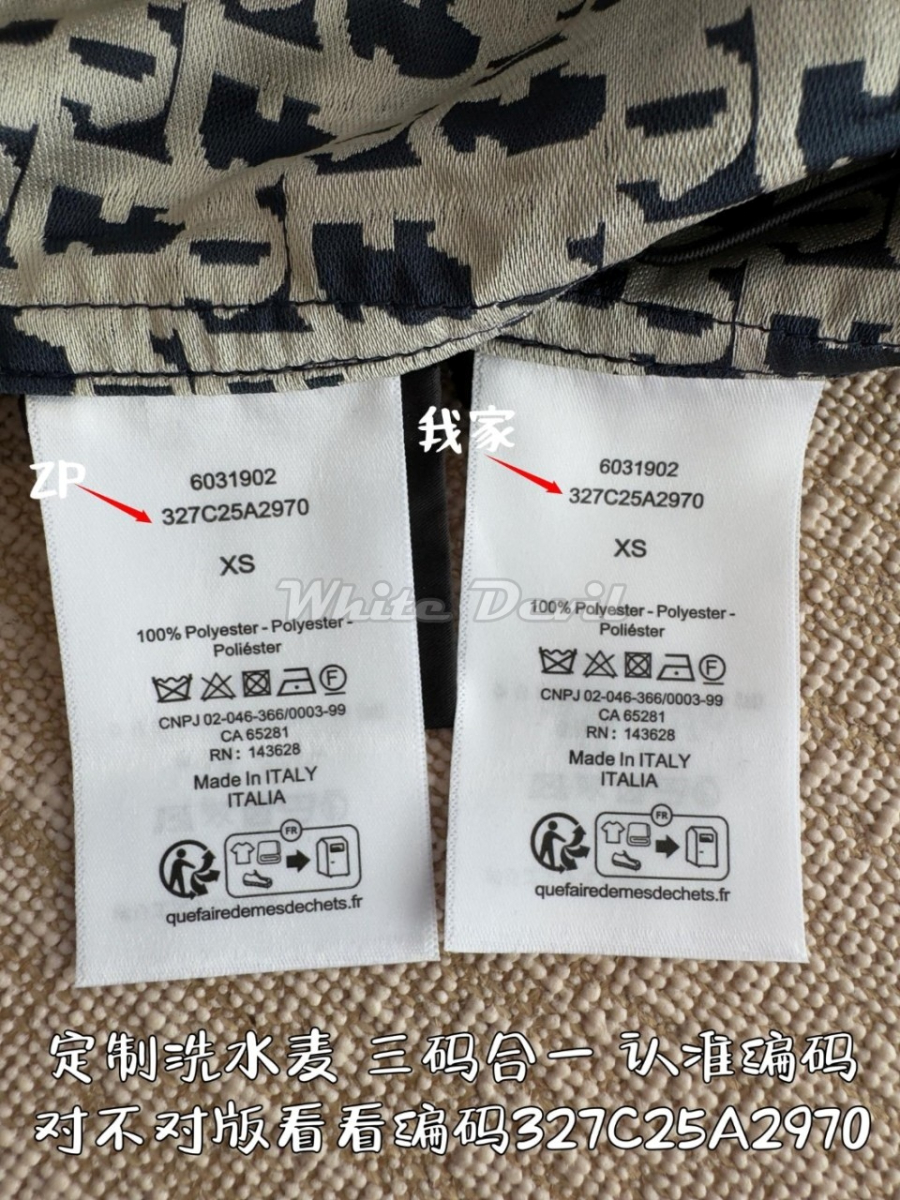 ZP
6031902
327C25A2970
XS
100% Polyester - Polyester -
Poliéster
F
CNPJ 02-046-366/0003-99
CA 65281
RN: 143628
Made In ITALY
ITALIA
FR
quefairedemesdechets.fr
我家
6031902
327C25A2970
XS
100% Polyester - Polyester -
Poliéster
F
CNPJ 02-046-366/0003-99
CA 65281
RN: 143628
Made In ITALY
ITALIA
FR
quefairedemesdechets.fr
White Devil
定制洗水麦 三码合一 认准编码
对不对版看看编码327C25A2970